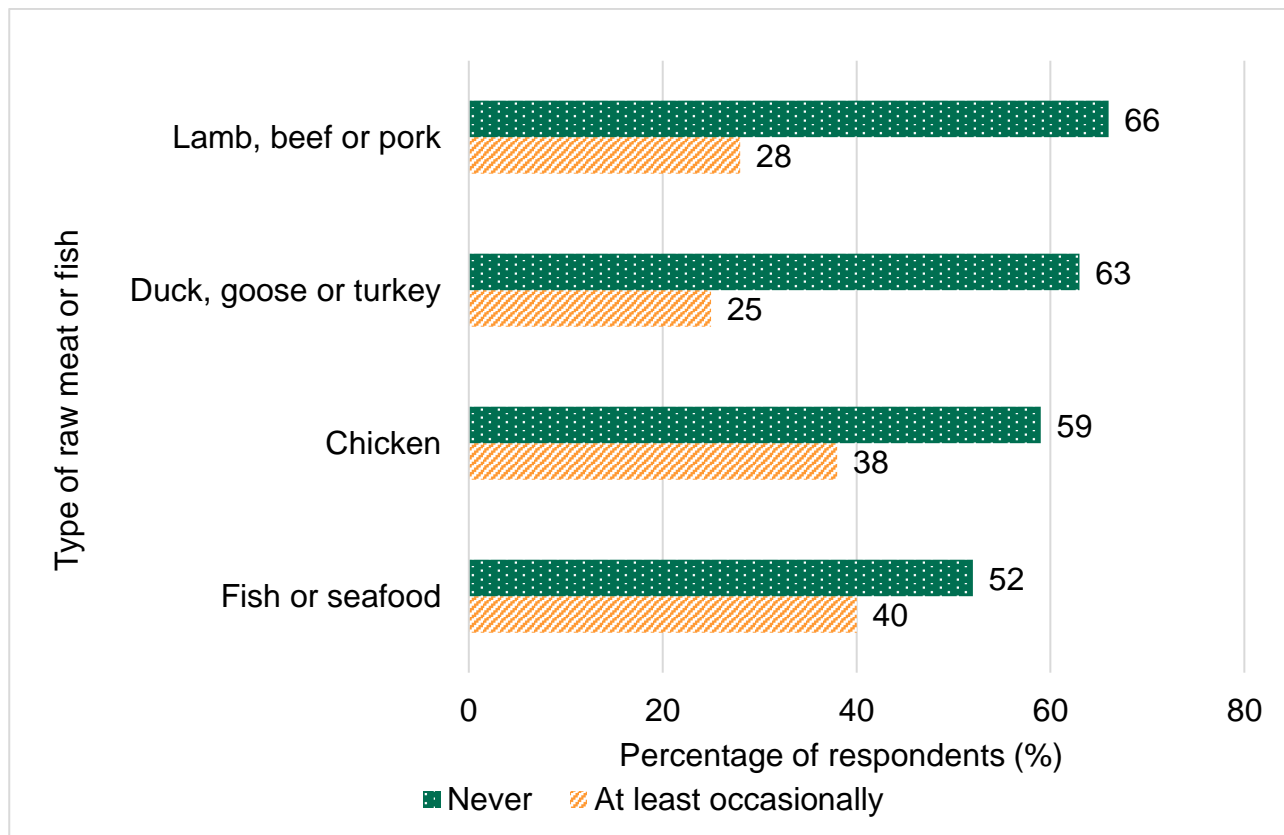 Type of raw meat or fish
Lamb, beef or pork
66
28
Duck, goose or turkey
63
25
Chicken
59
38
Fish or seafood
52
40
0 20 40 60 80
Percentage of respondents (%)
Never At least occasionally